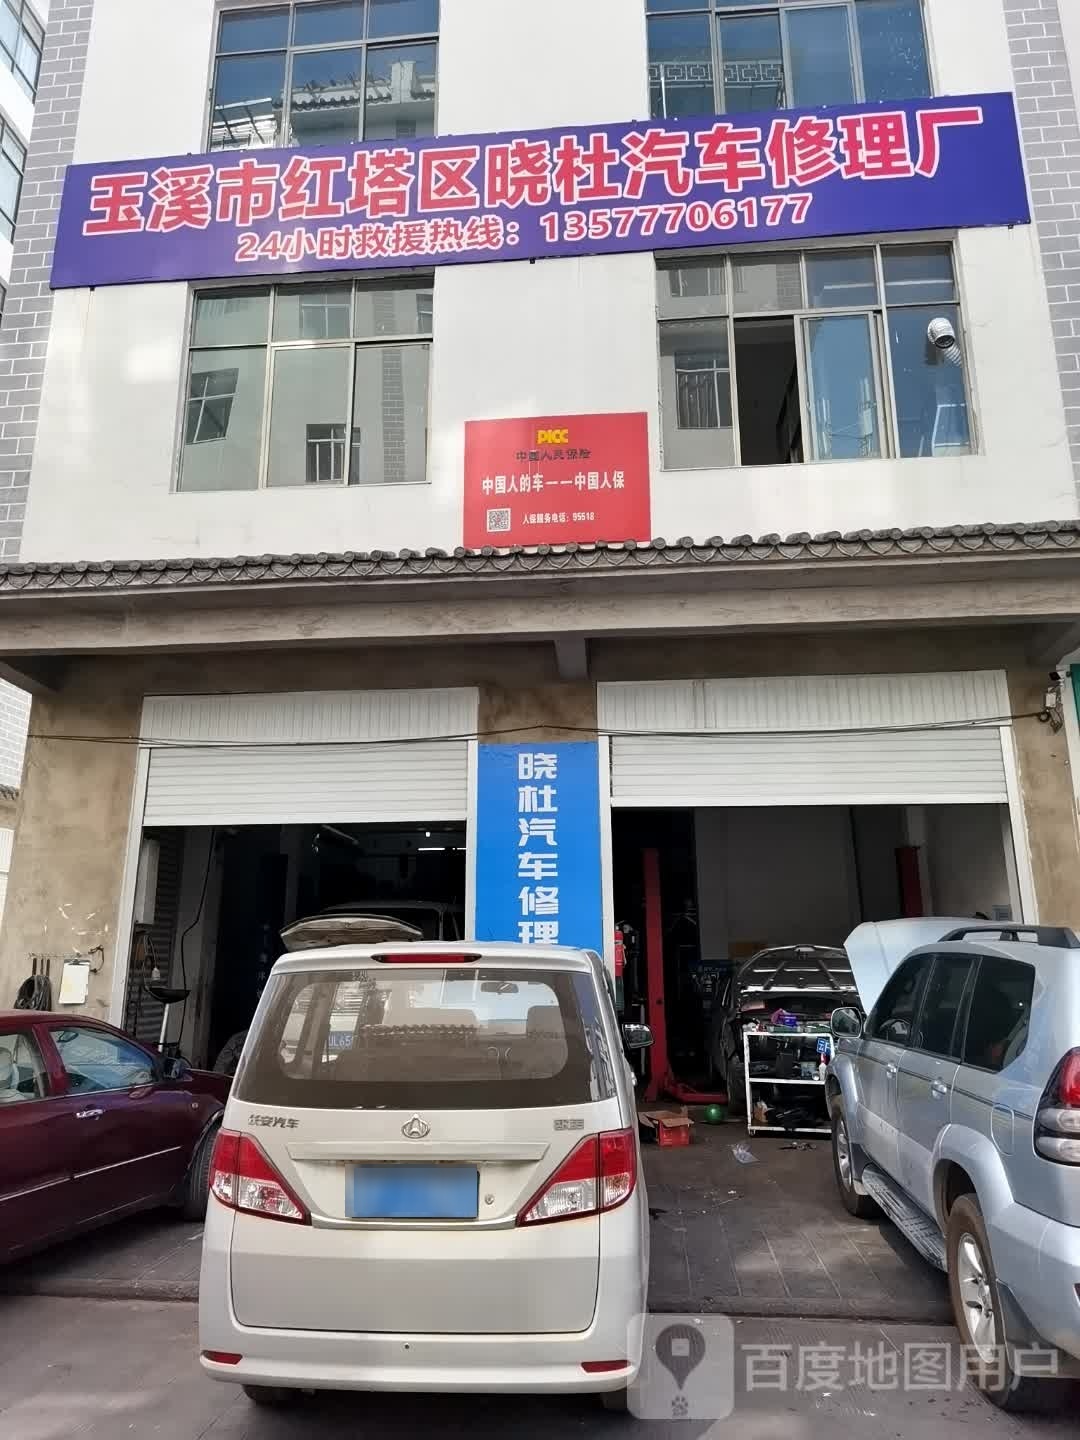 玉溪市红塔区晓杜汽车修理厂
24小时救援热线：13577706177
PICC
中国人民保险
中国人的车——中国人保
人保服务电话：95518
晓杜汽车修理
长安汽车
百度地图用户